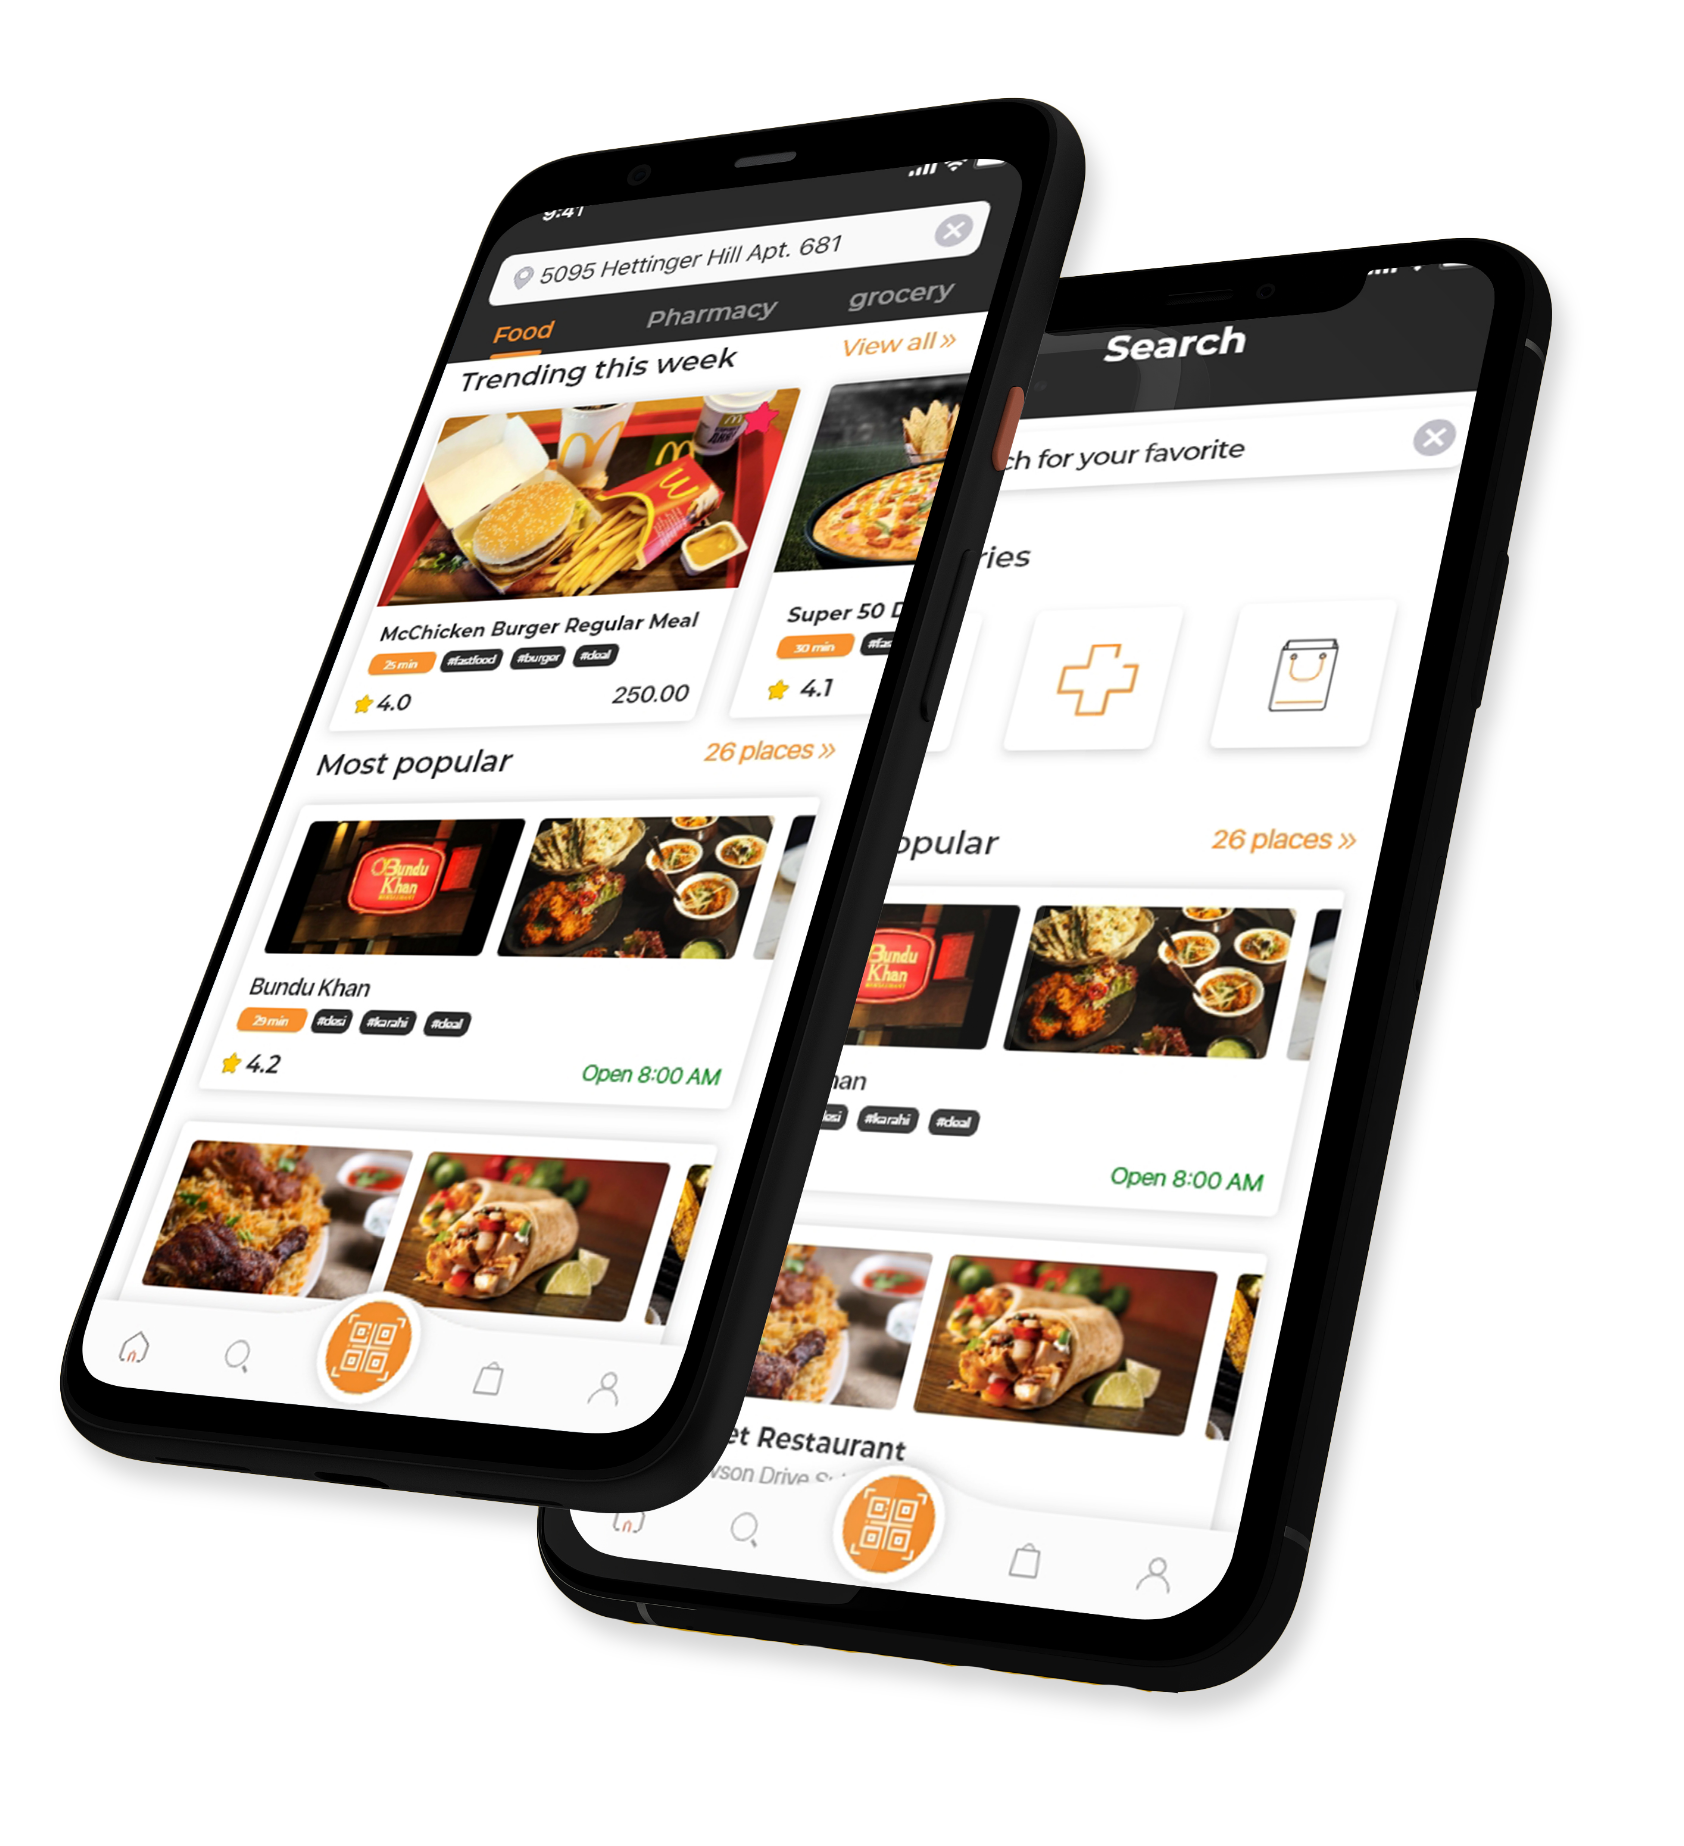 9:41
5095 Hettinger Hill Apt. 681
Food Pharmacy grocery
Trending this week View all »
McChicken Burger Regular Meal
25 min #fastfood #burger #deal
4.0 250.00
Super 50 D
30 min #fas
4.1
Most popular 26 places »
Bundu
Khan
Bundu Khan
29 min #desi #karahi #deal
4.2 Open 8:00 AM
Search
ch for your favorite
ries
opular 26 places »
Bundu
Khan
han
esi #karahi #deal
Open 8:00 AM
et Restaurant
wson Drive